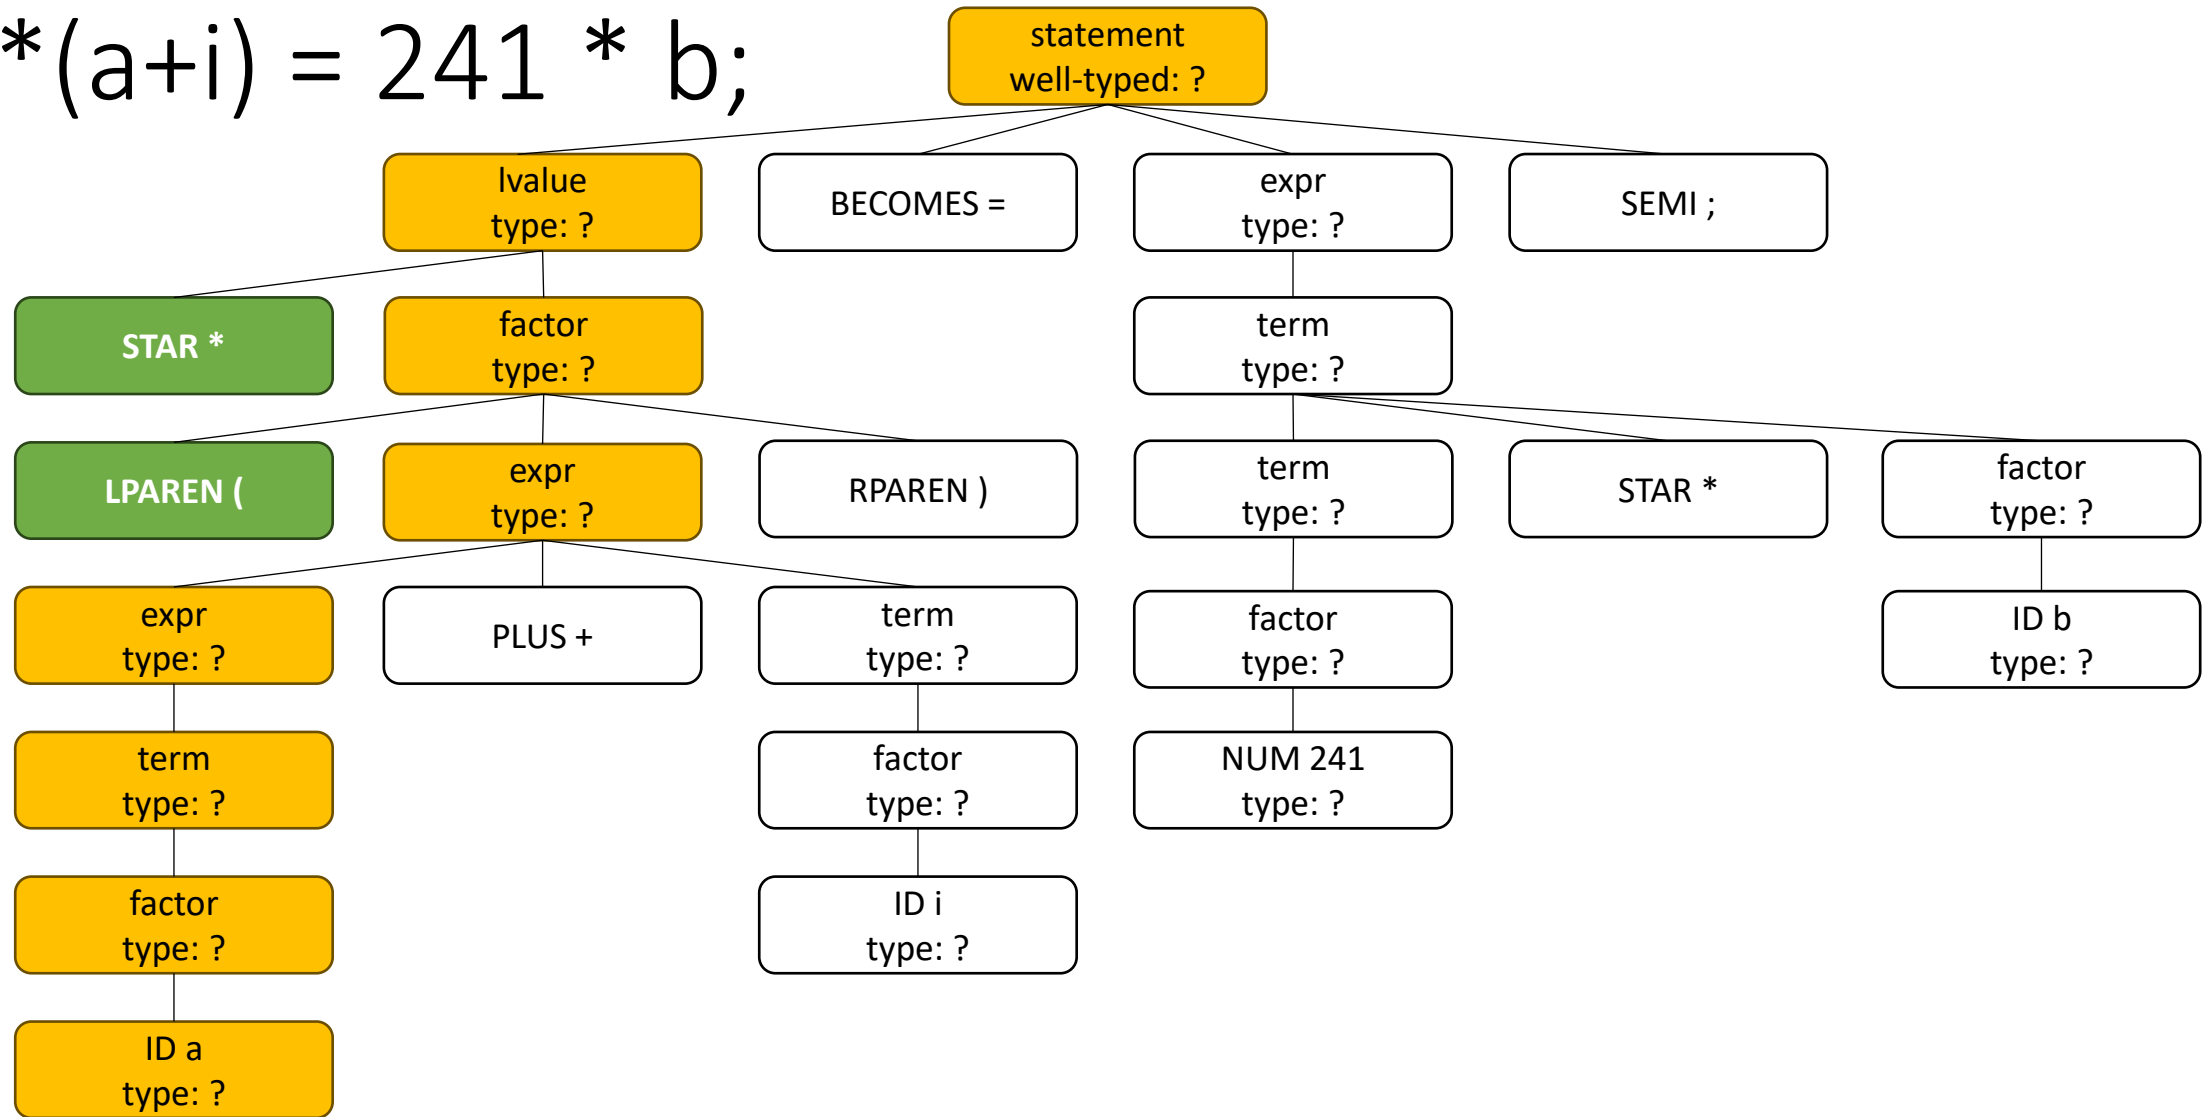 *(a+i) = 241 * b;
statement
well-typed: ?
lvalue
type: ?
BECOMES =
expr
type: ?
SEMI ;
STAR *
factor
type: ?
term
type: ?
LPAREN (
expr
type: ?
RPAREN )
term
type: ?
STAR *
factor
type: ?
expr
type: ?
PLUS +
term
type: ?
factor
type: ?
ID b
type: ?
term
type: ?
factor
type: ?
NUM 241
type: ?
factor
type: ?
ID i
type: ?
ID a
type: ?